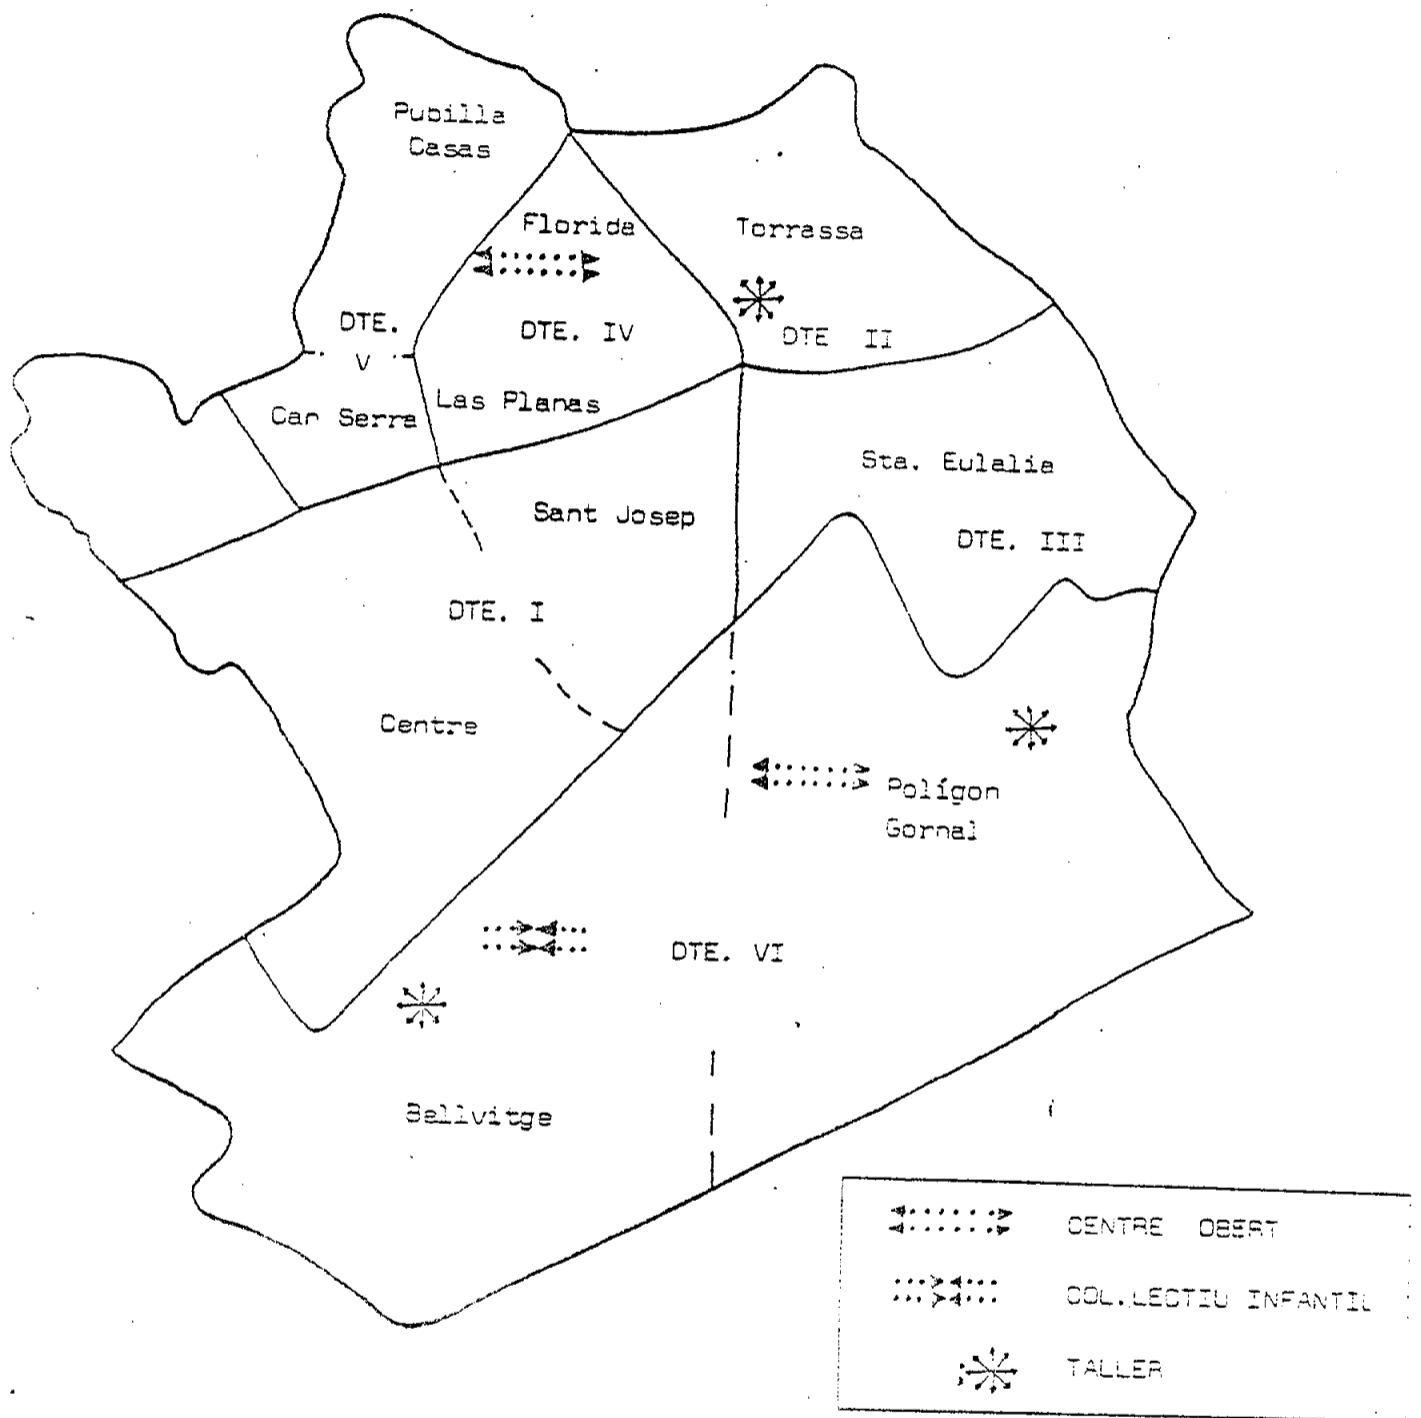 Pubilla
Casas
Florida
Torrassa
DTE.
V
DTE. IV
DTE II
Can Serra
Las Planas
Sta. Eulalia
Sant Josep
DTE. III
DTE. I
Centre
Polígon
Gornal
DTE. VI
Bellvitge
CENTRE OBERT
COL.LECTIU INFANTIL
TALLER